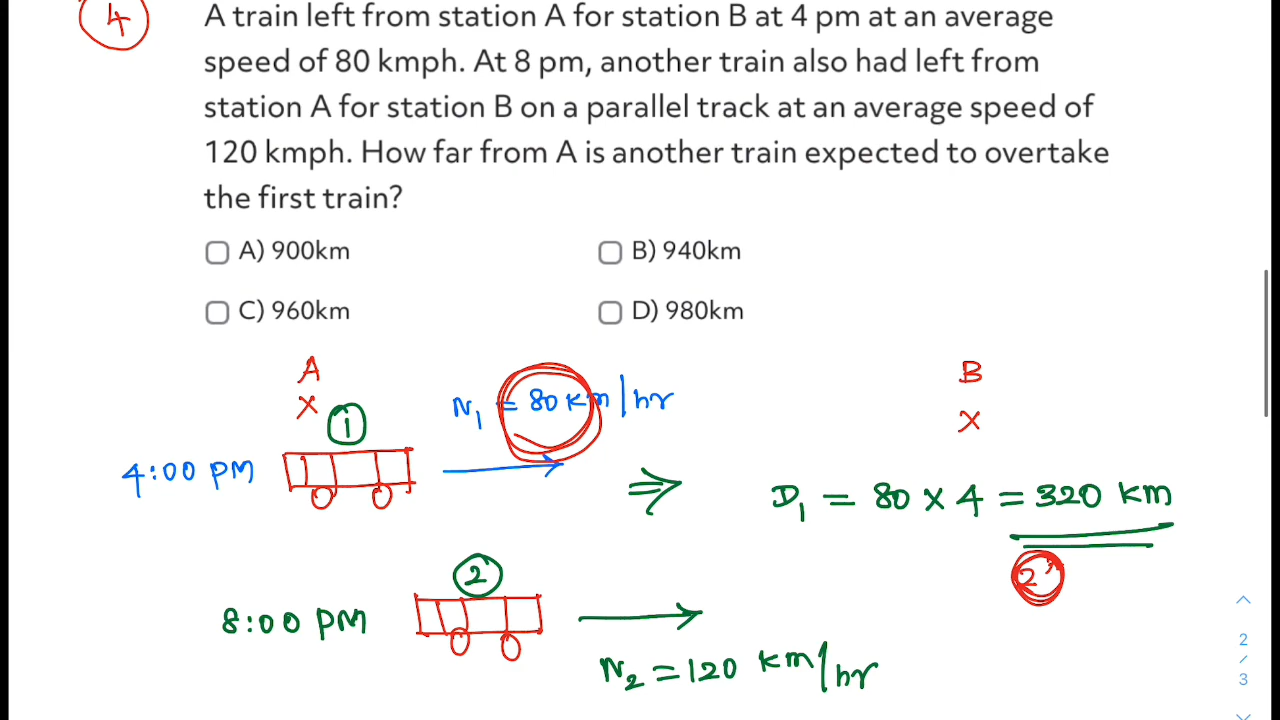 4
A train left from station A for station B at 4 pm at an average
speed of 80 kmph. At 8 pm, another train also had left from
station A for station B on a parallel track at an average speed of
120 kmph. How far from A is another train expected to overtake
the first train?
A) 900km B) 940km
C) 960km D) 980km
A B
x x
1
N₁ = 80 km/hr
4:00 PM
⇒ D₁ = 80 x 4 = 320 km
2
8:00 PM
N₂ = 120 km/hr
2
/
3